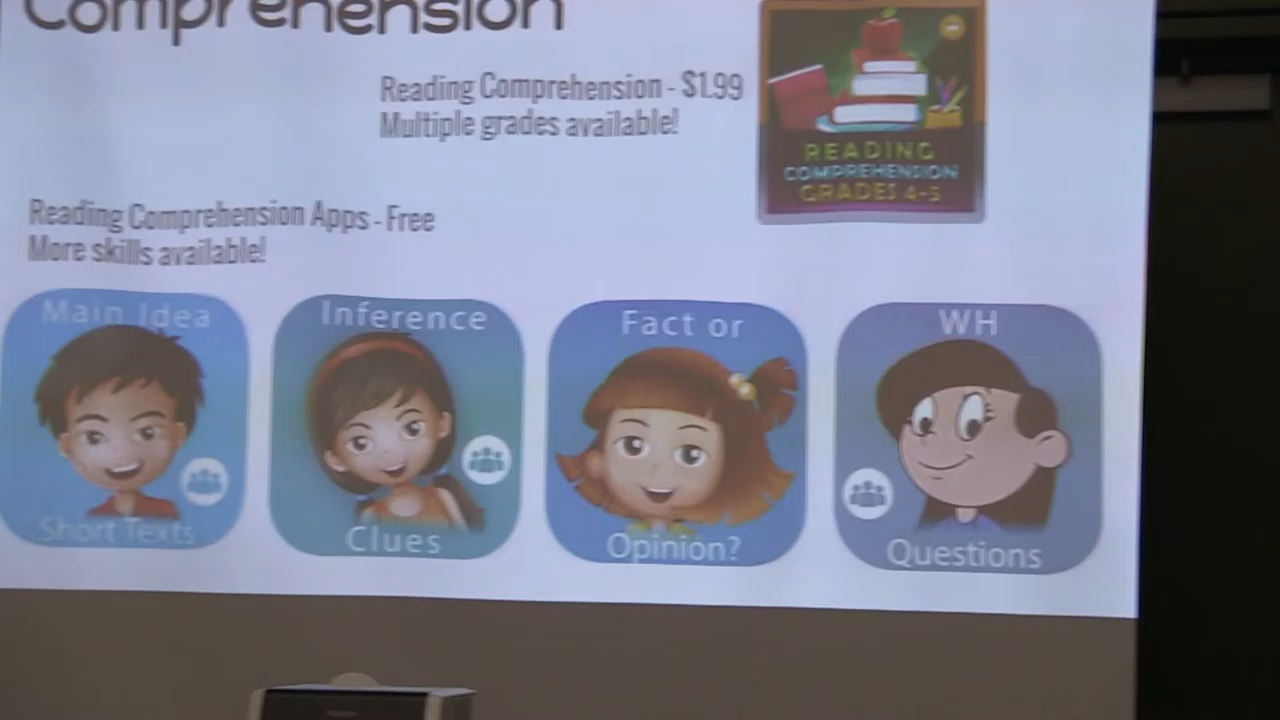 Comprehension
Reading Comprehension - $1.99
Multiple grades available!
READING
COMPREHENSION
GRADES 4-5
Reading Comprehension Apps - Free
More skills available!
Main Idea
Short Texts
Inference
Clues
Fact or
Opinion?
WH
Questions